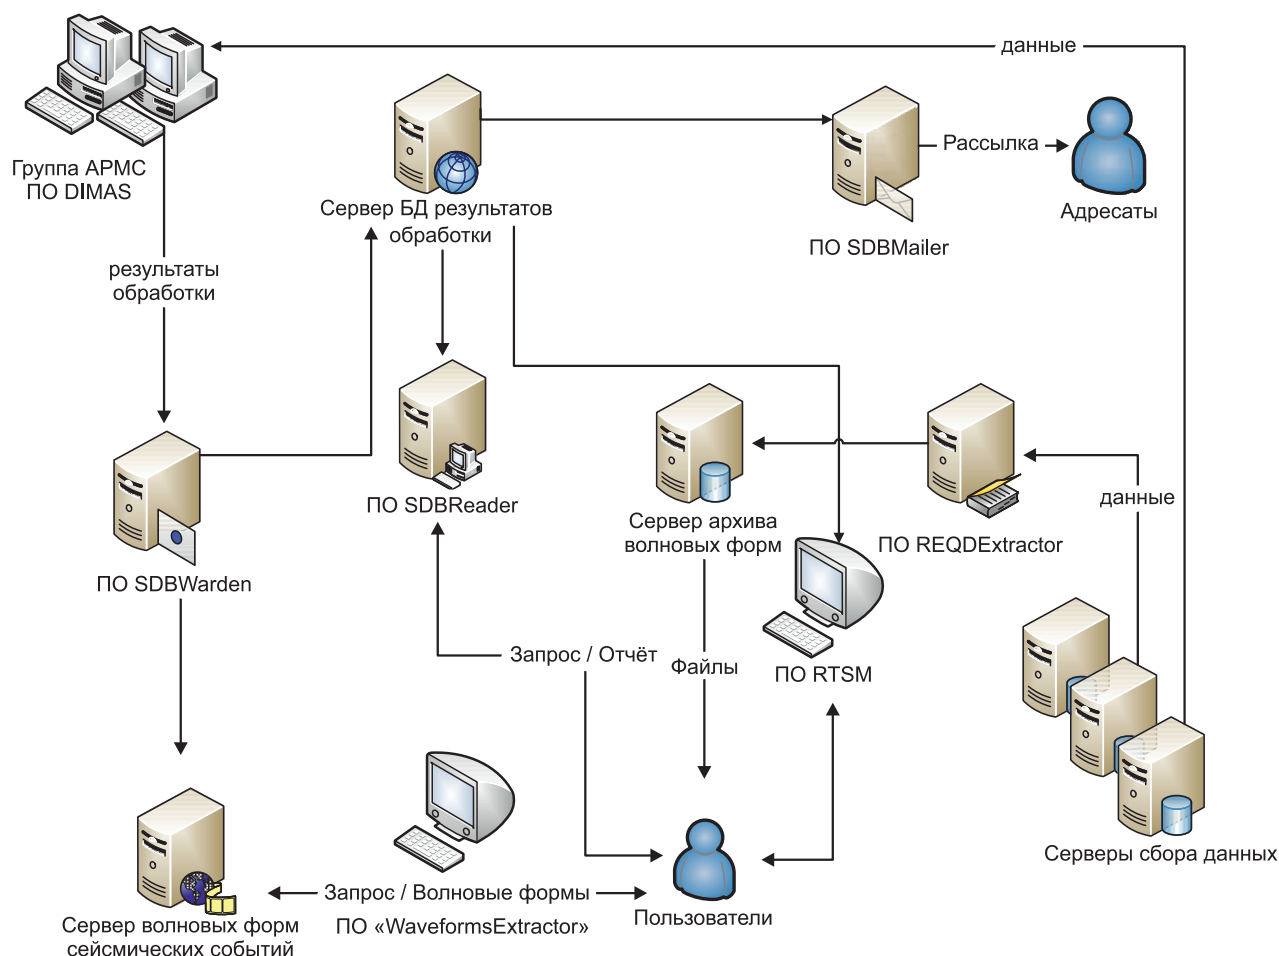 данные
Группа АРМС
ПО DIMAS
Рассылка
Сервер БД результатов
обработки
Адресаты
ПО SDBMailer
результаты
обработки
ПО SDBReader
данные
Сервер архива
волновых форм
ПО REQDExtractor
ПО SDBWarden
Запрос / Отчёт
Файлы
ПО RTSM
Серверы сбора данных
Запрос / Волновые формы
ПО «WaveformsExtractor»
Пользователи
Сервер волновых форм
сейсмических событий